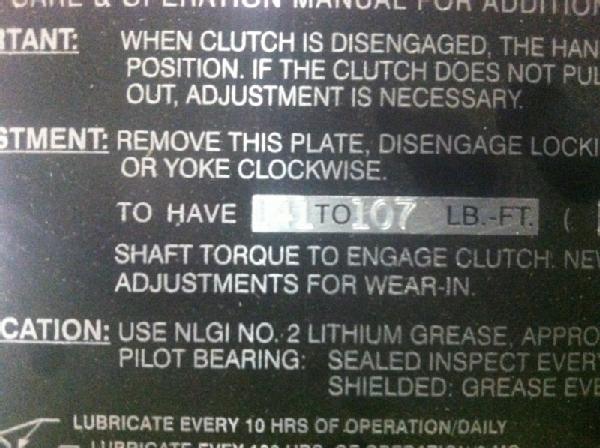 CARE & OPERATION MANUAL FOR ADDITION
RTANT: WHEN CLUTCH IS DISENGAGED, THE HAN
POSITION. IF THE CLUTCH DOES NOT PUL
OUT, ADJUSTMENT IS NECESSARY.
STMENT: REMOVE THIS PLATE, DISENGAGE LOCKI
OR YOKE CLOCKWISE.
TO HAVE TO 107 LB.-FT. (
SHAFT TORQUE TO ENGAGE CLUTCH. NEW
ADJUSTMENTS FOR WEAR-IN.
CATION: USE NLGI NO. 2 LITHIUM GREASE, APPRO
PILOT BEARING: SEALED INSPECT EVER
SHIELDED: GREASE EVE
LUBRICATE EVERY 10 HRS OF OPERATION/DAILY